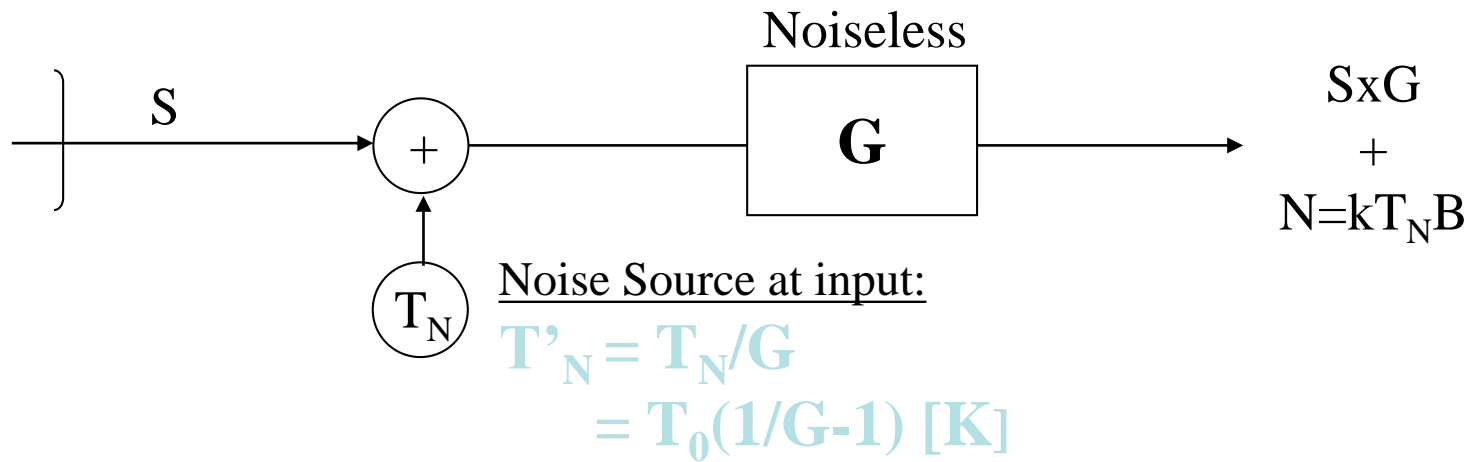 Noiseless
S
+
G
SxG
+
N=kT_NB
T_N
Noise Source at input:
T’_N = T_N/G
= T_0(1/G-1) [K]